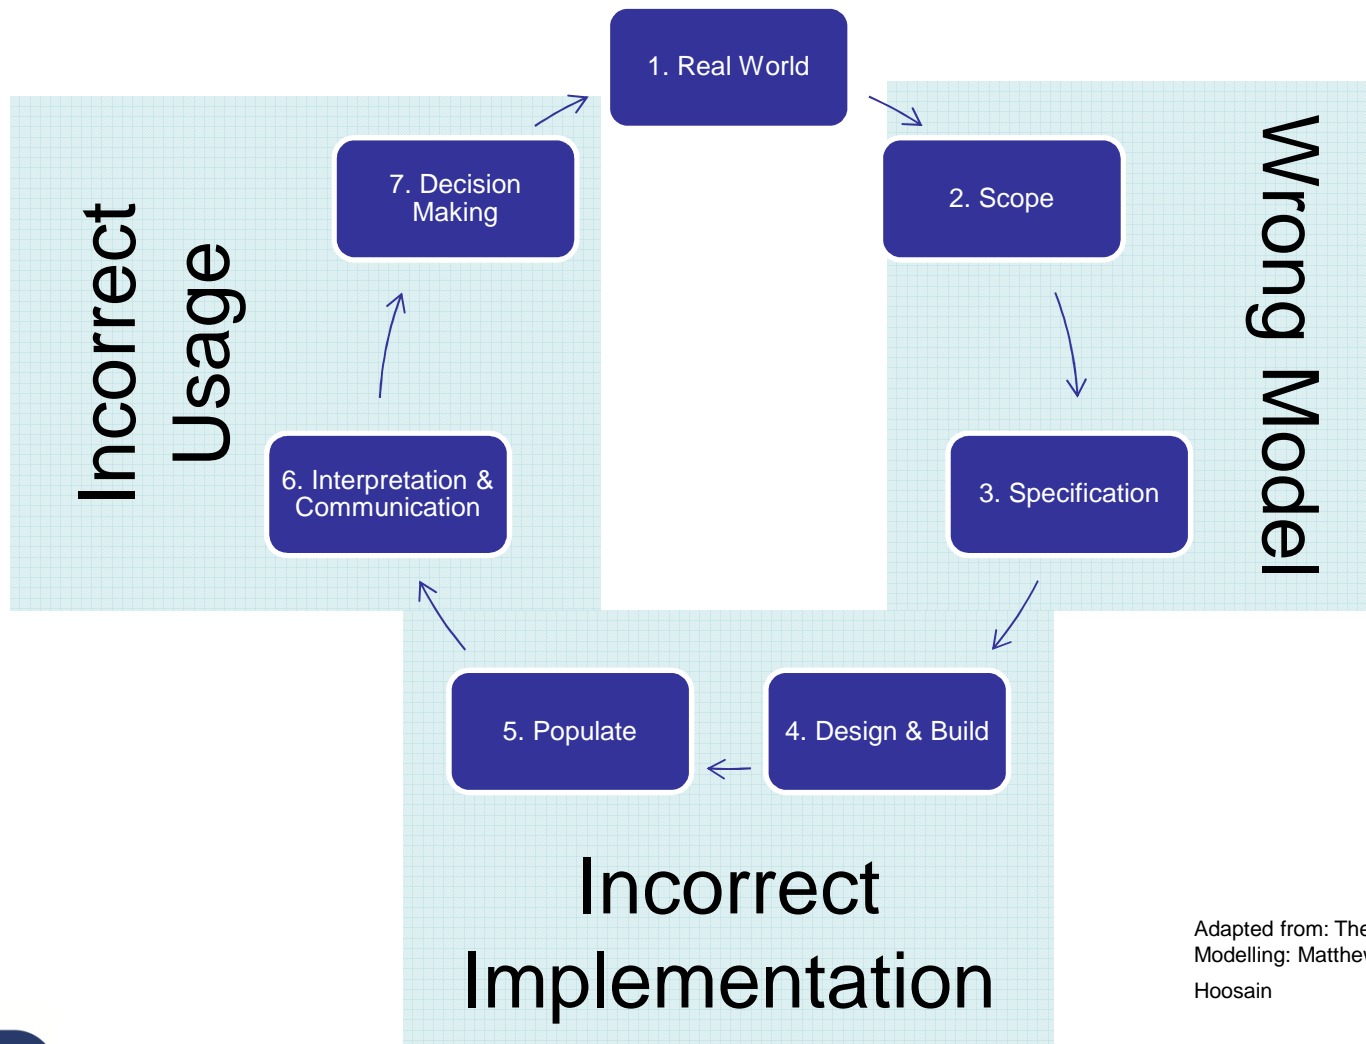 1. Real World
2. Scope
3. Specification
4. Design & Build
5. Populate
6. Interpretation &
Communication
7. Decision
Making
Wrong Model
Incorrect
Implementation
Incorrect
Usage
Adapted from: The
Modelling: Matthew
Hoosain